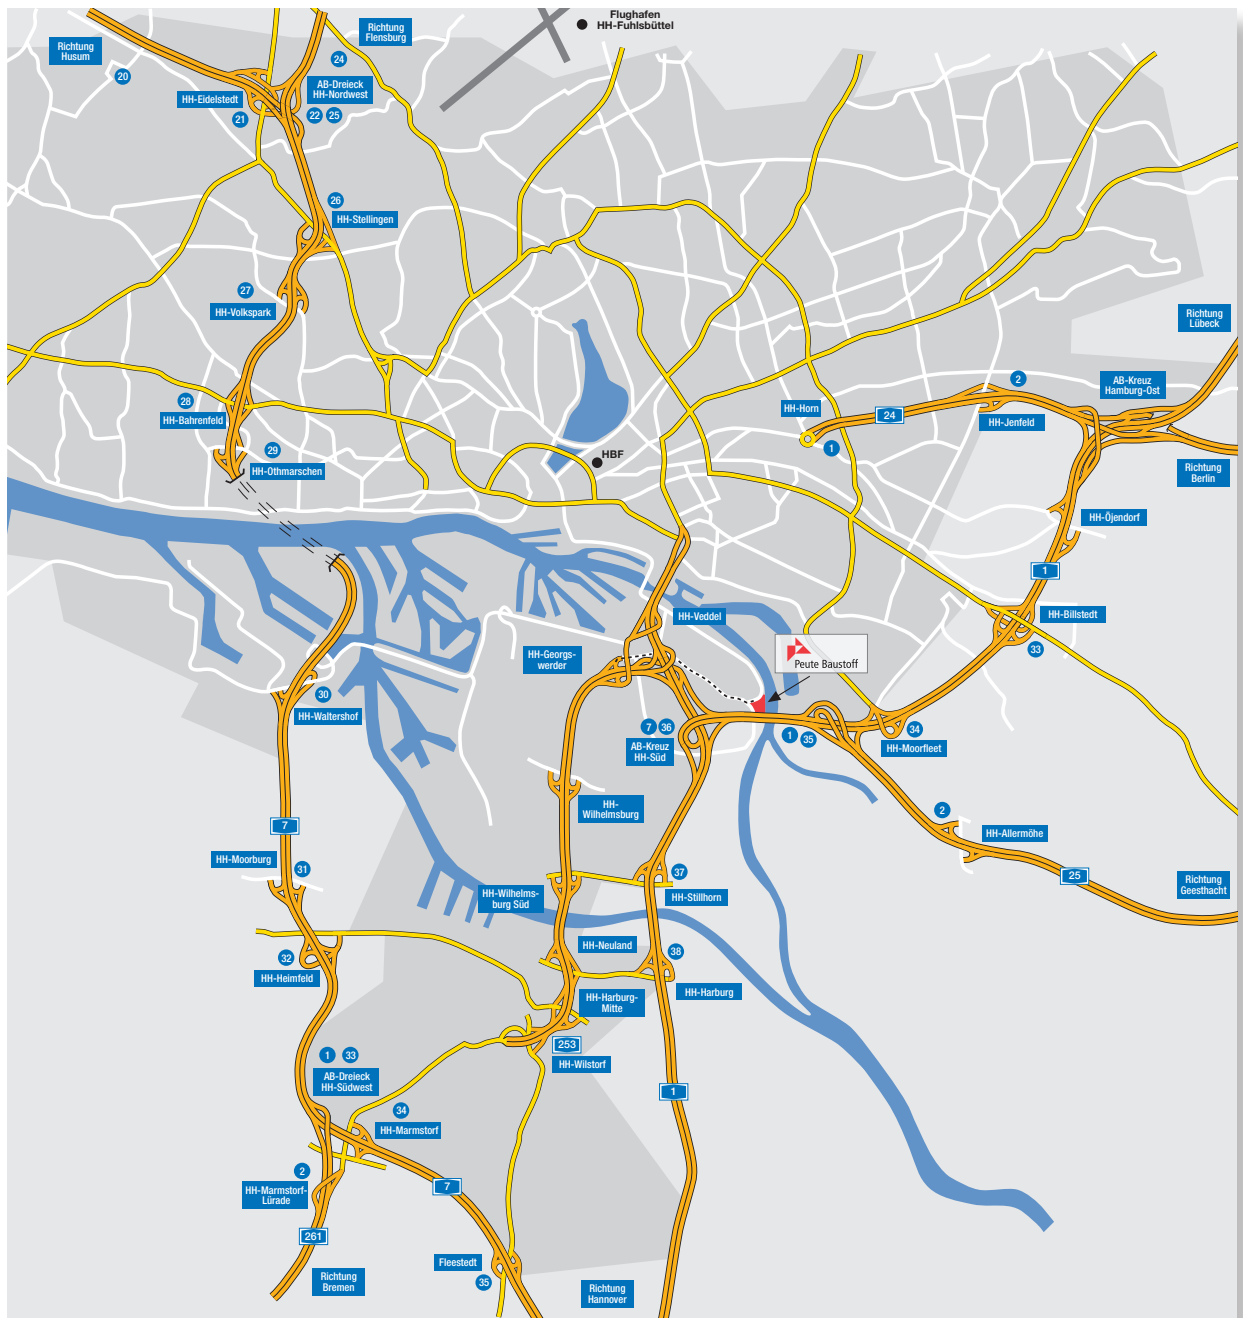 Flughafen
HH-Fuhlsbüttel
Richtung
Husum
Richtung
Flensburg
20
24
HH-Eidelstedt
21
AB-Dreieck
HH-Nordwest
22
25
26
HH-Stellingen
27
HH-Volkspark
Richtung
Lübeck
28
HH-Bahrenfeld
29
HH-Othmarschen
HBF
HH-Horn
1
24
2
HH-Jenfeld
AB-Kreuz
Hamburg-Ost
Richtung
Berlin
HH-Öjendorf
1
HH-Billstedt
33
HH-Veddel
HH-Georgs-
werder
Peute Baustoff
30
HH-Waltershof
7
36
AB-Kreuz
HH-Süd
1
35
34
HH-Moorfleet
HH-
Wilhelmsburg
2
HH-Allermöhe
7
HH-Moorburg
31
37
HH-Stillhorn
25
Richtung
Geesthacht
HH-Wilhelms-
burg Süd
32
HH-Heimfeld
HH-Neuland
38
HH-Harburg
HH-Harburg-
Mitte
253
HH-Wilstorf
1
33
AB-Dreieck
HH-Südwest
1
34
HH-Marmstorf
2
HH-Marmstorf-
Lürade
7
261
Fleestedt
35
Richtung
Bremen
Richtung
Hannover